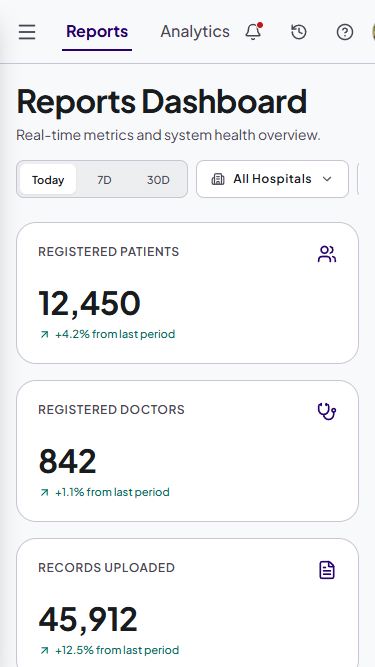 Reports Analytics
Reports Dashboard
Real-time metrics and system health overview.
Today 7D 30D All Hospitals
REGISTERED PATIENTS
12,450
+4.2% from last period
REGISTERED DOCTORS
842
+1.1% from last period
RECORDS UPLOADED
45,912
+12.5% from last period